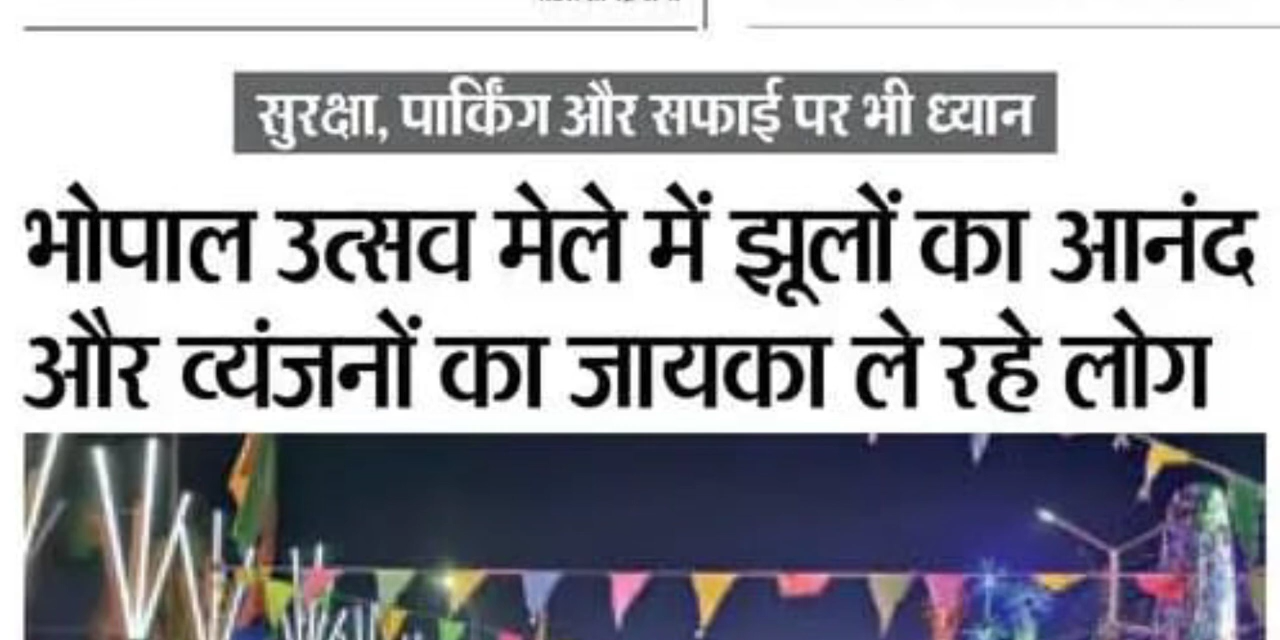 सुरक्षा, पार्किंग और सफाई पर भी ध्यान
भोपाल उत्सव मेले में झूलों का आनंद
और व्यंजनों का जायका ले रहे लोग